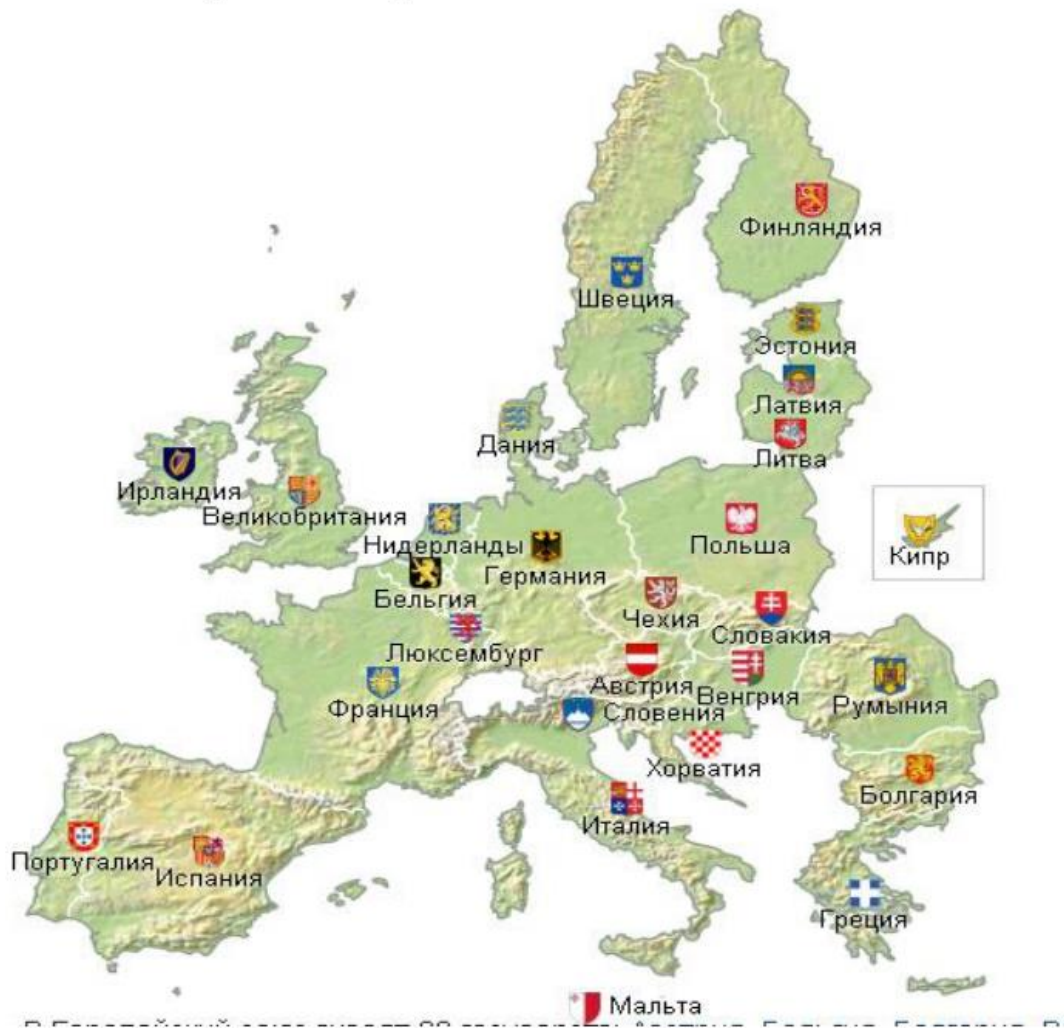 Финляндия
Швеция
Эстония
Латвия
Дания
Литва
Ирландия
Великобритания
Нидерланды
Польша
Кипр
Германия
Бельгия
Чехия
Словакия
Люксембург
Австрия
Венгрия
Франция
Словения
Румыния
Хорватия
Болгария
Италия
Португалия
Испания
Греция
Мальта